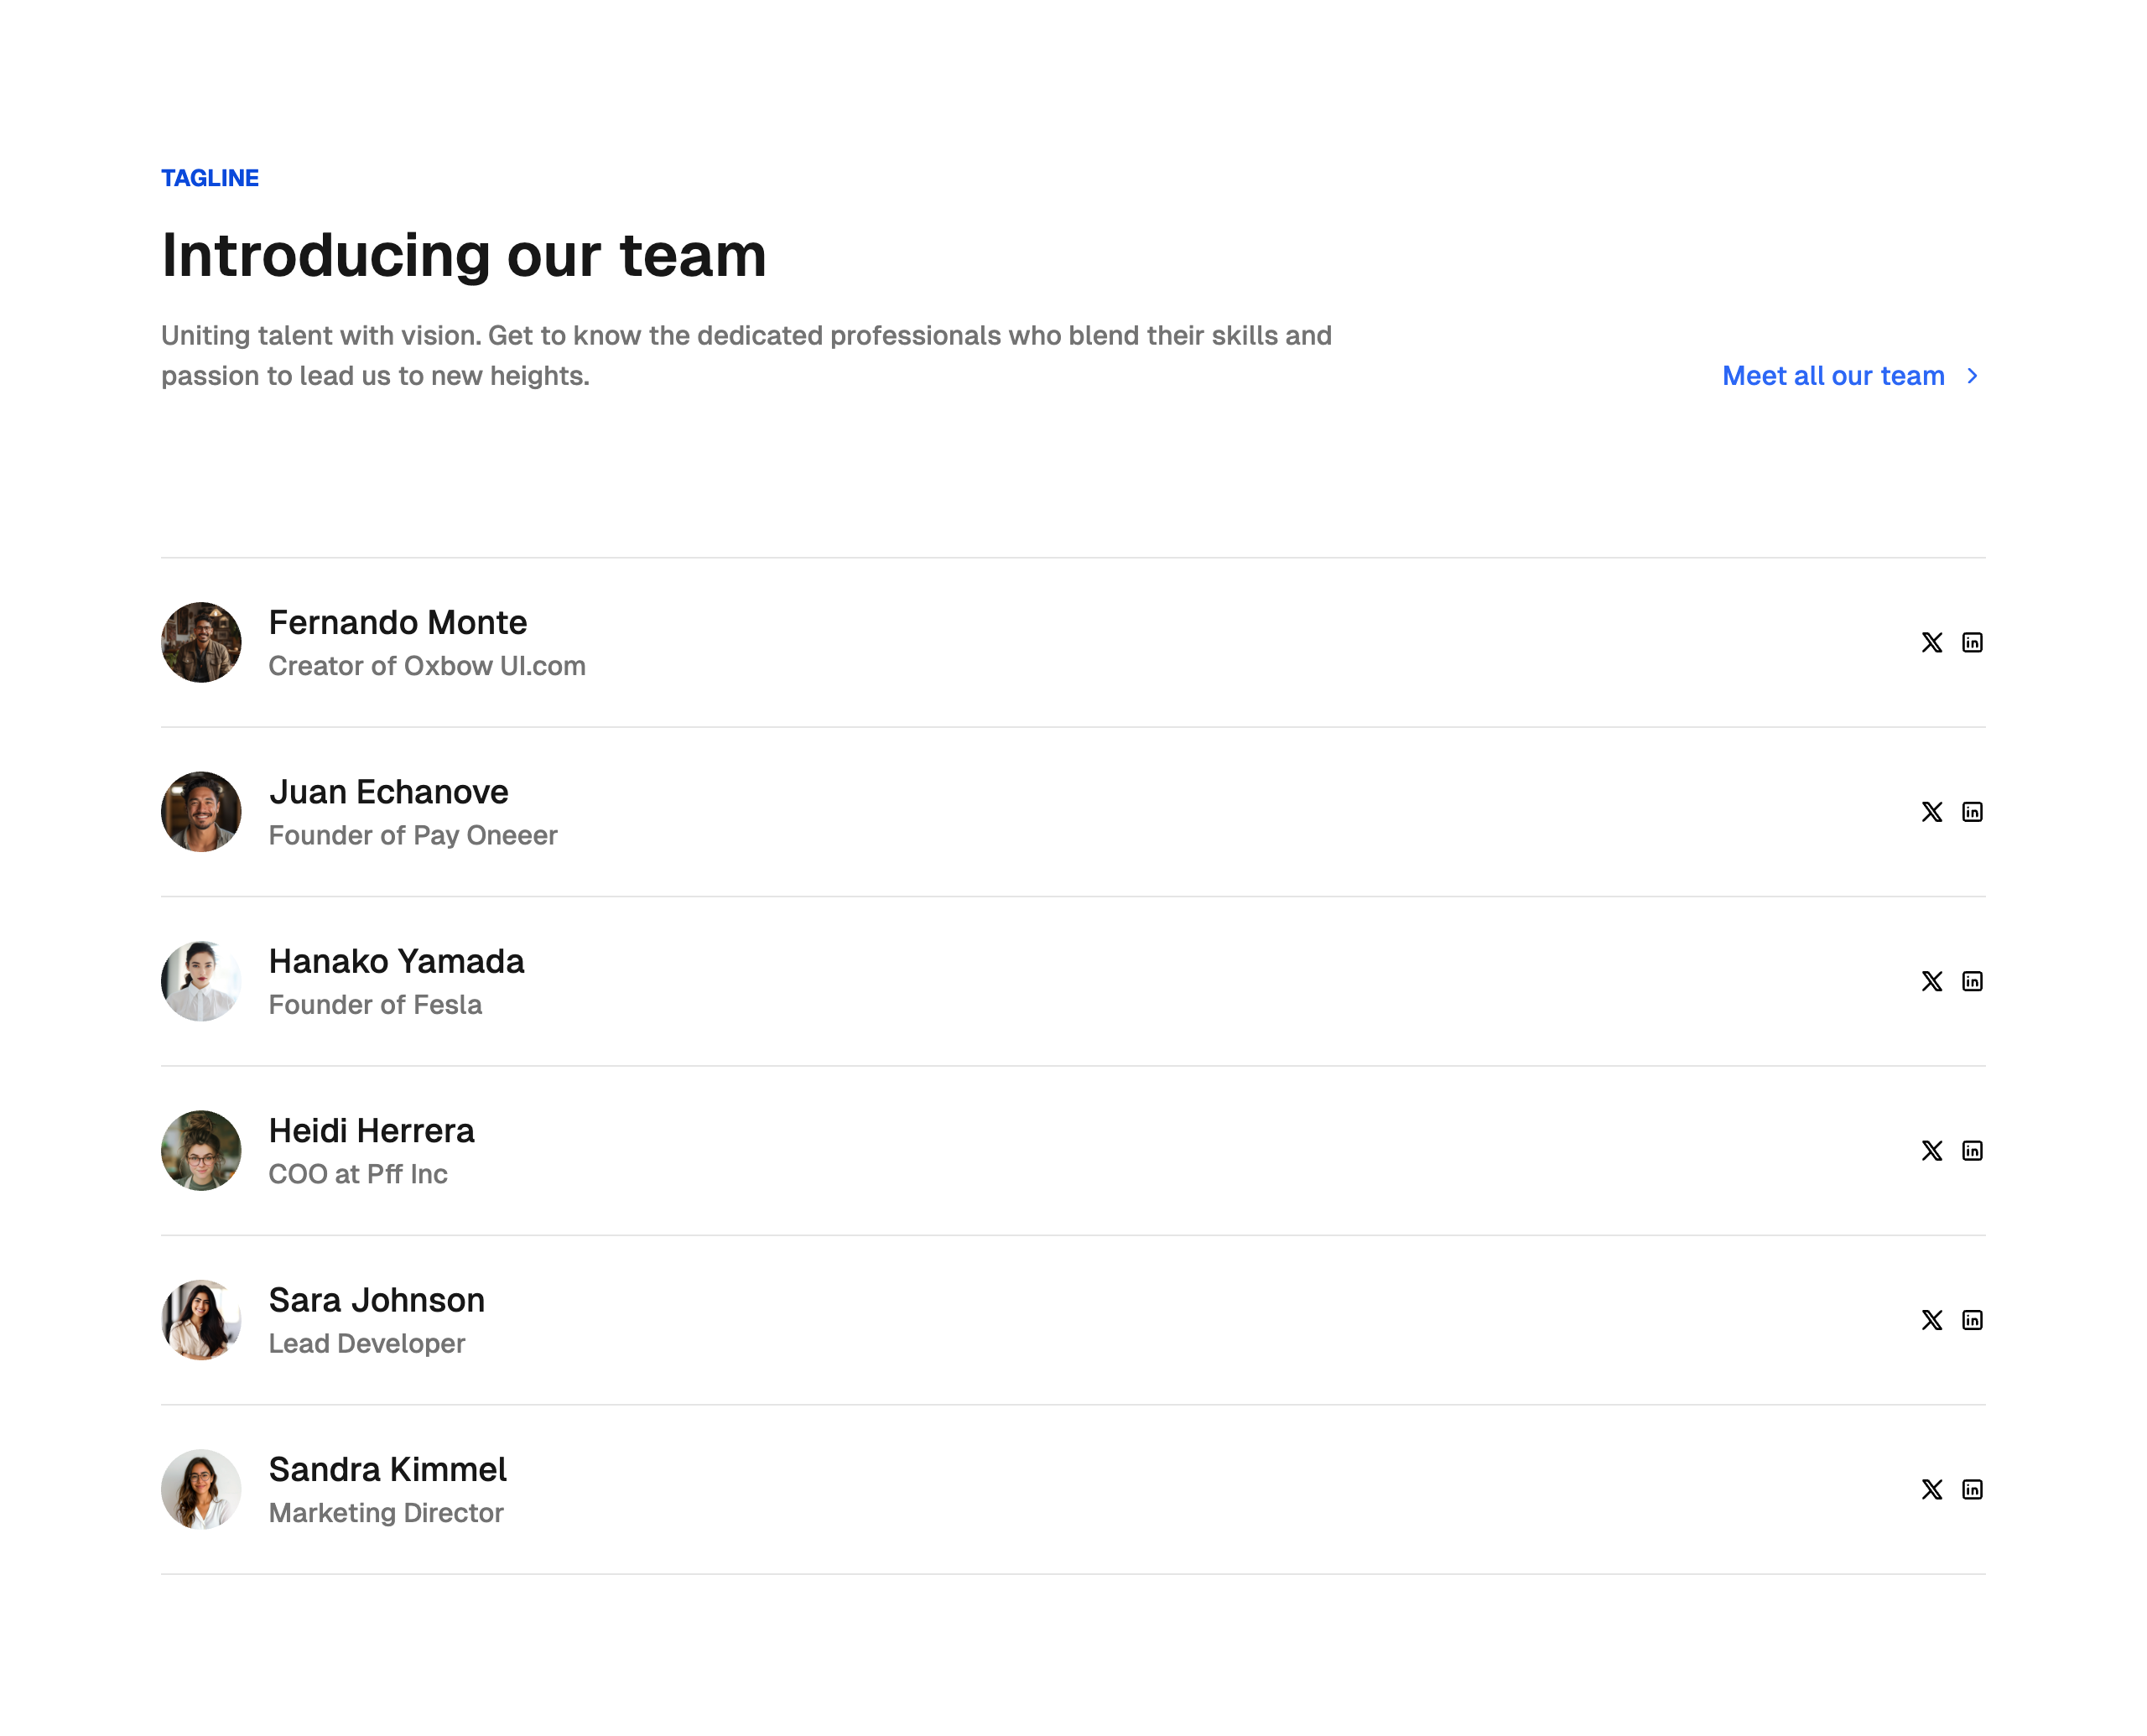 TAGLINE
Introducing our team
Uniting talent with vision. Get to know the dedicated professionals who blend their skills and
passion to lead us to new heights.
Meet all our team
Fernando Monte
Creator of Oxbow UI.com
Juan Echanove
Founder of Pay Oneeer
Hanako Yamada
Founder of Fesla
Heidi Herrera
COO at Pff Inc
Sara Johnson
Lead Developer
Sandra Kimmel
Marketing Director